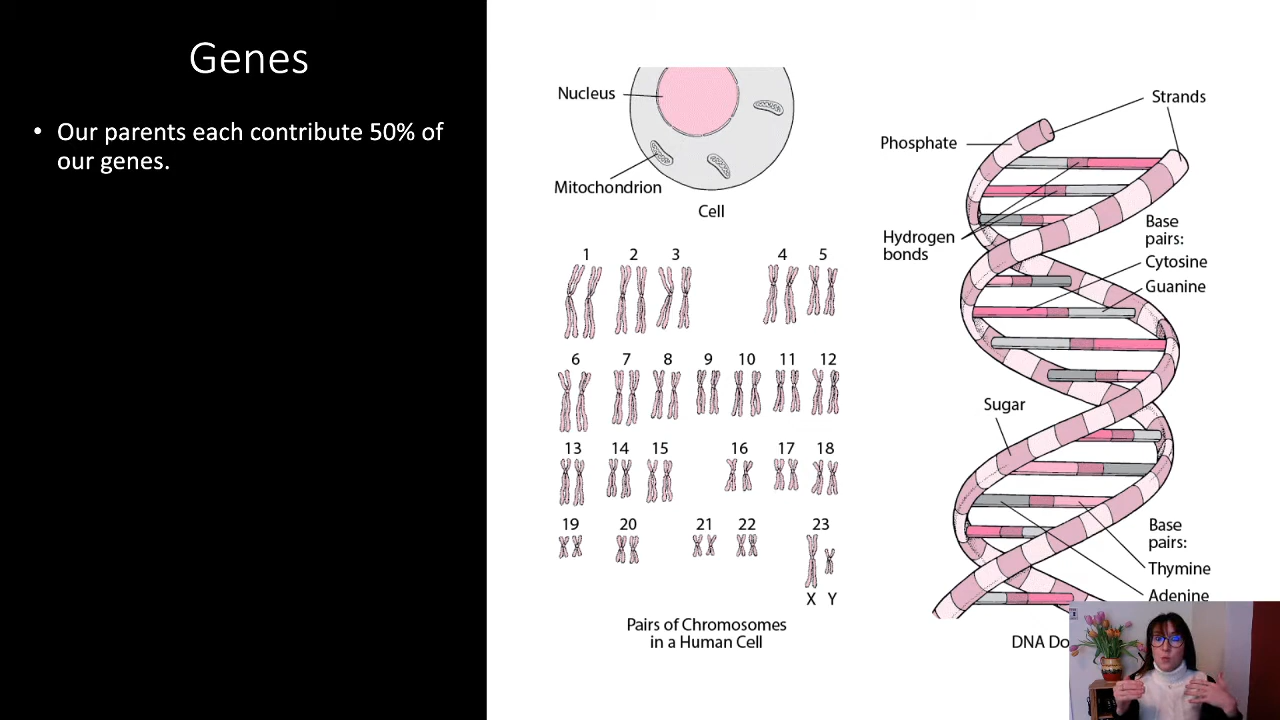 Genes
• Our parents each contribute 50% of
our genes.
Nucleus
Mitochondrion
Cell
1 2 3 4 5
6 7 8 9 10 11 12
13 14 15 16 17 18
19 20 21 22 23
X Y
Pairs of Chromosomes
in a Human Cell
Strands
Phosphate
Hydrogen
bonds
Base
pairs:
Cytosine
Guanine
Sugar
Base
pairs:
Thymine
Adenine
DNA Do